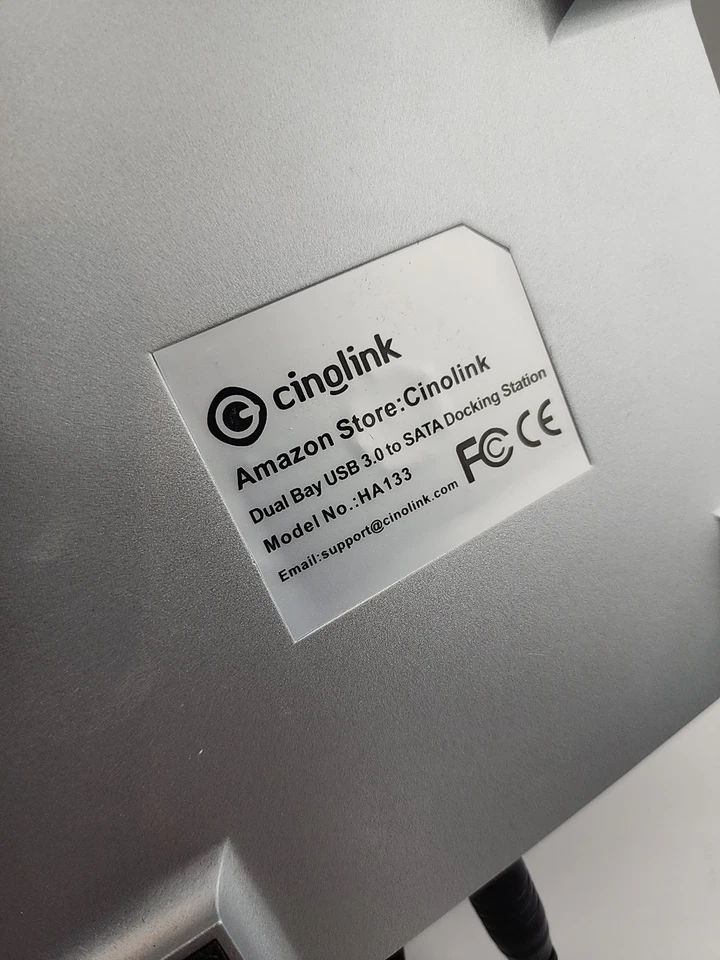 cinolink
Amazon Store:Cinolink
Dual Bay USB 3.0 to SATA Docking Station
Model No.:HA133
Email:support@cinolink.com
FC CE